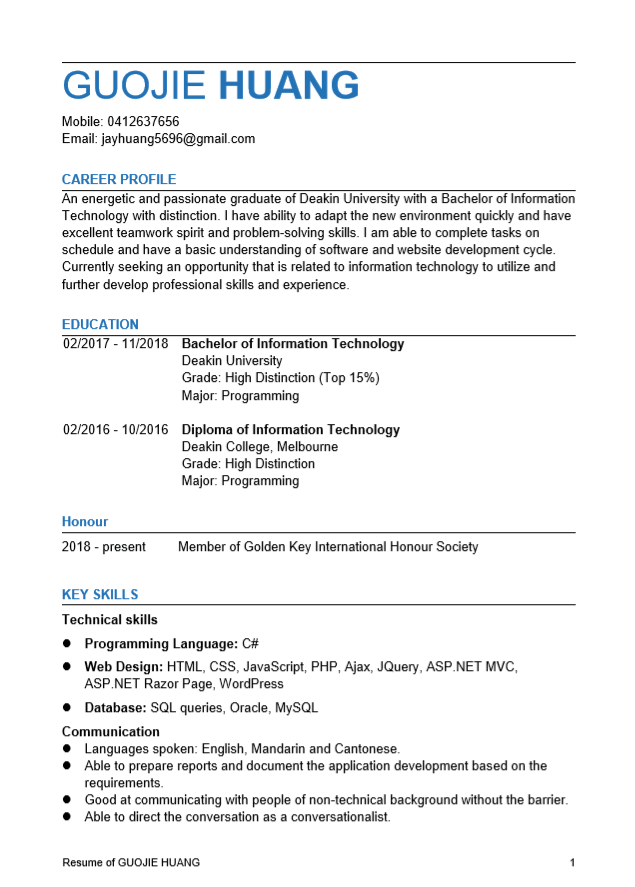 GUOJIE HUANG
Mobile: 0412637656
Email: jayhuang5696@gmail.com
CAREER PROFILE
An energetic and passionate graduate of Deakin University with a Bachelor of Information
Technology with distinction. I have ability to adapt the new environment quickly and have
excellent teamwork spirit and problem-solving skills. I am able to complete tasks on
schedule and have a basic understanding of software and website development cycle.
Currently seeking an opportunity that is related to information technology to utilize and
further develop professional skills and experience.
EDUCATION
02/2017 - 11/2018 Bachelor of Information Technology
Deakin University
Grade: High Distinction (Top 15%)
Major: Programming
02/2016 - 10/2016 Diploma of Information Technology
Deakin College, Melbourne
Grade: High Distinction
Major: Programming
Honour
2018 - present Member of Golden Key International Honour Society
KEY SKILLS
Technical skills
● Programming Language: C#
● Web Design: HTML, CSS, JavaScript, PHP, Ajax, JQuery, ASP.NET MVC,
ASP.NET Razor Page, WordPress
● Database: SQL queries, Oracle, MySQL
Communication
● Languages spoken: English, Mandarin and Cantonese.
● Able to prepare reports and document the application development based on the
requirements.
● Good at communicating with people of non-technical background without the barrier.
● Able to direct the conversation as a conversationalist.
Resume of GUOJIE HUANG 1